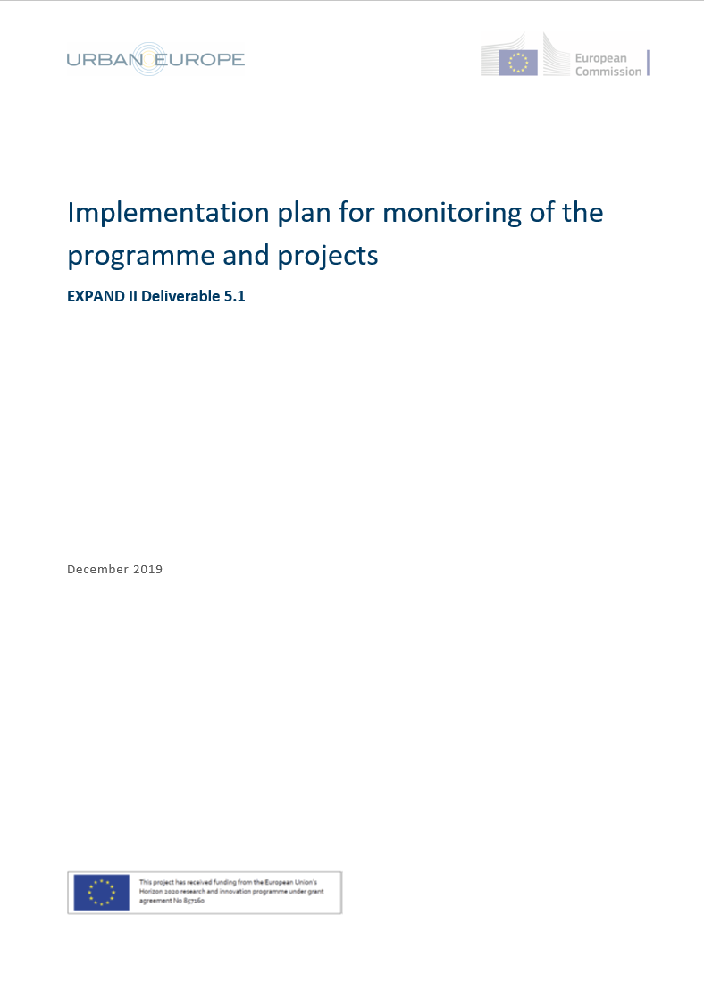 URBAN EUROPE
European
Commission
Implementation plan for monitoring of the
programme and projects
EXPAND II Deliverable 5.1
December 2019
This project has received funding from the European Union's
Horizon 2020 research and innovation programme under grant
agreement No 857160